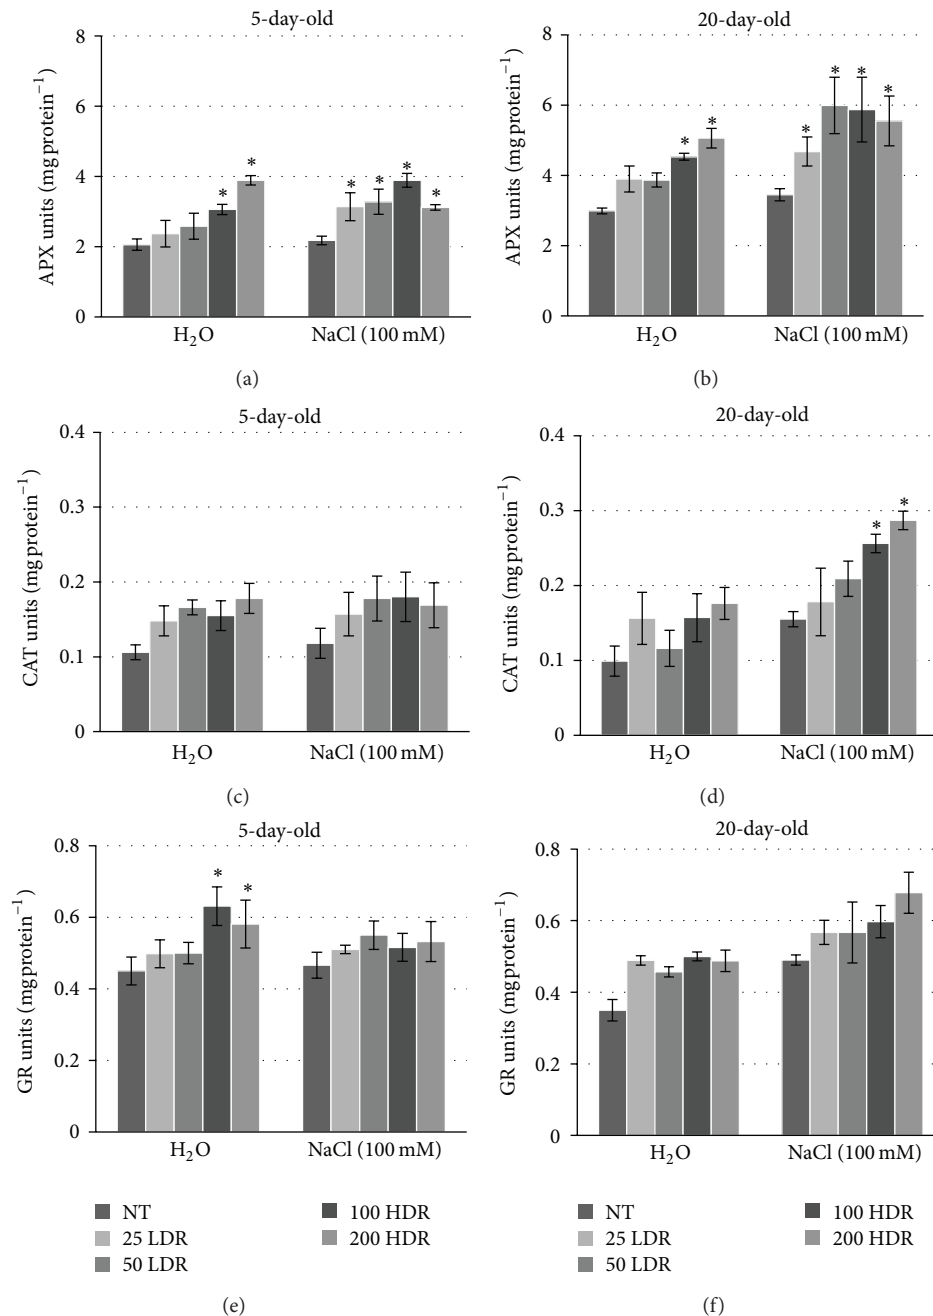 5-day-old
APX units (mg protein⁻¹)
8
6
4
2
0
* * * * * *
H₂O NaCl (100 mM)
(a)
20-day-old
APX units (mg protein⁻¹)
8
6
4
2
0
* * * * * *
H₂O NaCl (100 mM)
(b)
5-day-old
CAT units (mg protein⁻¹)
0.4
0.3
0.2
0.1
0
H₂O NaCl (100 mM)
(c)
20-day-old
CAT units (mg protein⁻¹)
0.4
0.3
0.2
0.1
0
* *
H₂O NaCl (100 mM)
(d)
5-day-old
GR units (mg protein⁻¹)
0.8
0.6
0.4
0.2
0
* *
H₂O NaCl (100 mM)
NT 100 HDR
25 LDR 200 HDR
50 LDR
(e)
20-day-old
GR units (mg protein⁻¹)
0.8
0.6
0.4
0.2
0
H₂O NaCl (100 mM)
NT 100 HDR
25 LDR 200 HDR
50 LDR
(f)